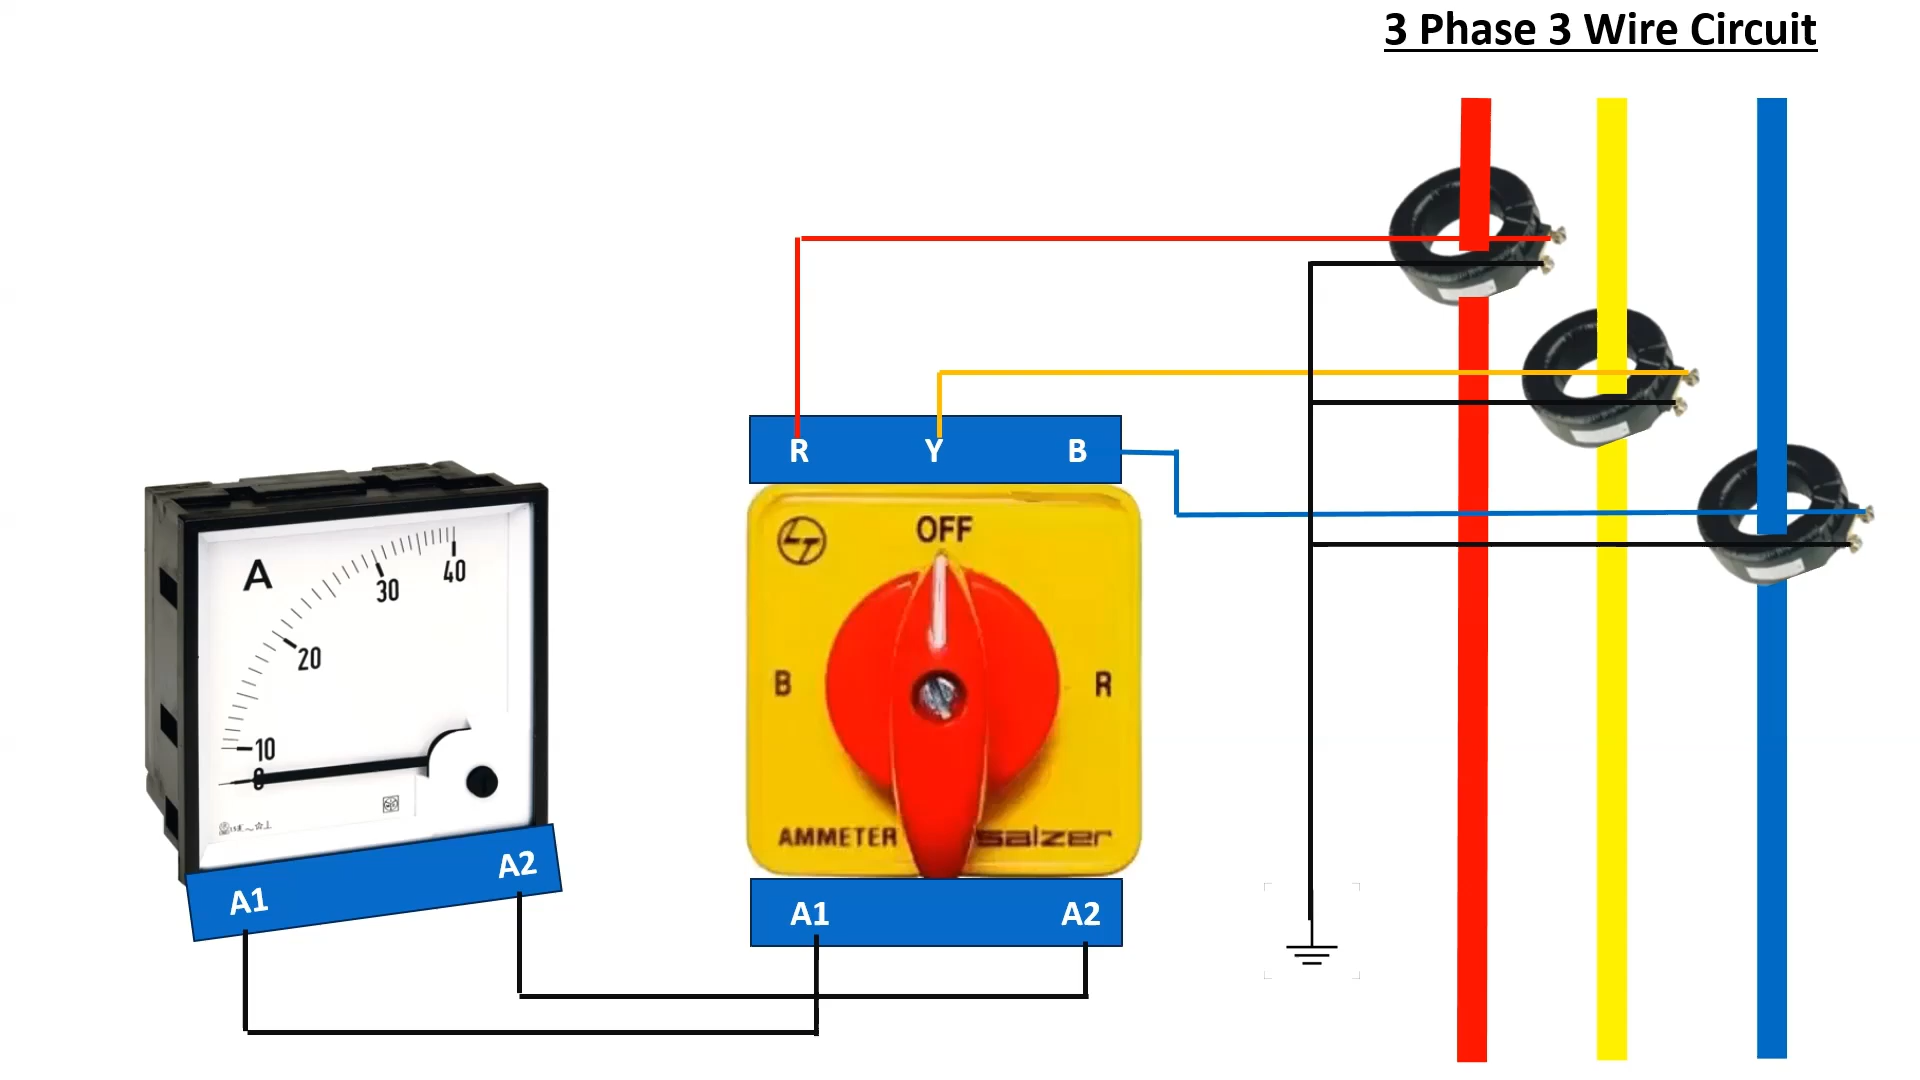 3 Phase 3 Wire Circuit
R Y B
OFF
B R
AMMETER salzer
A1 A2
A
40
30
20
10
0
A1 A2